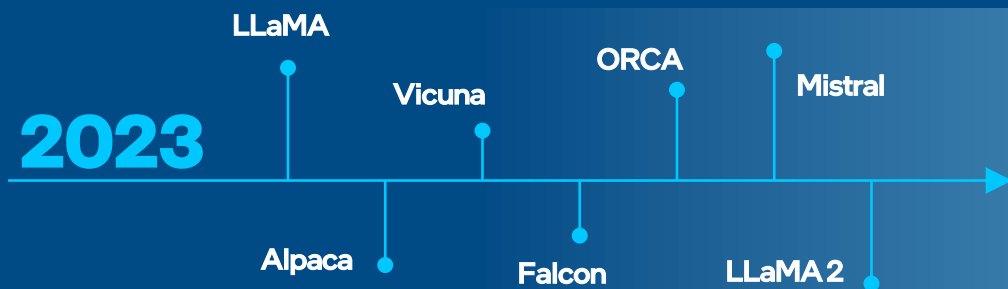 2023
LLaMA
Alpaca
Vicuna
Falcon
ORCA
Mistral
LLaMA 2